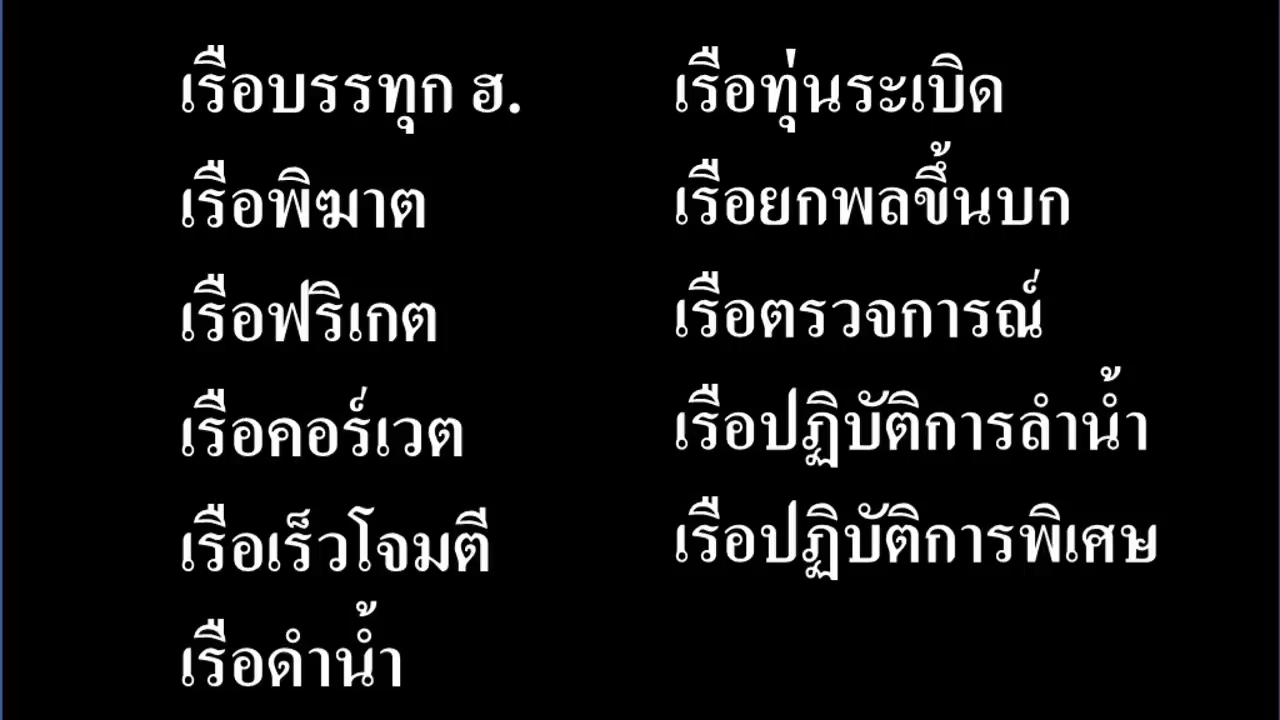 เรือบรรทุก ฮ.
เรือพิฆาต
เรือฟริเกต
เรือคอร์เวต
เรือเร็วโจมตี
เรือดำน้ำ
เรือทุ่นระเบิด
เรือยกพลขึ้นบก
เรือตรวจการณ์
เรือปฏิบัติการลำน้ำ
เรือปฏิบัติการพิเศษ